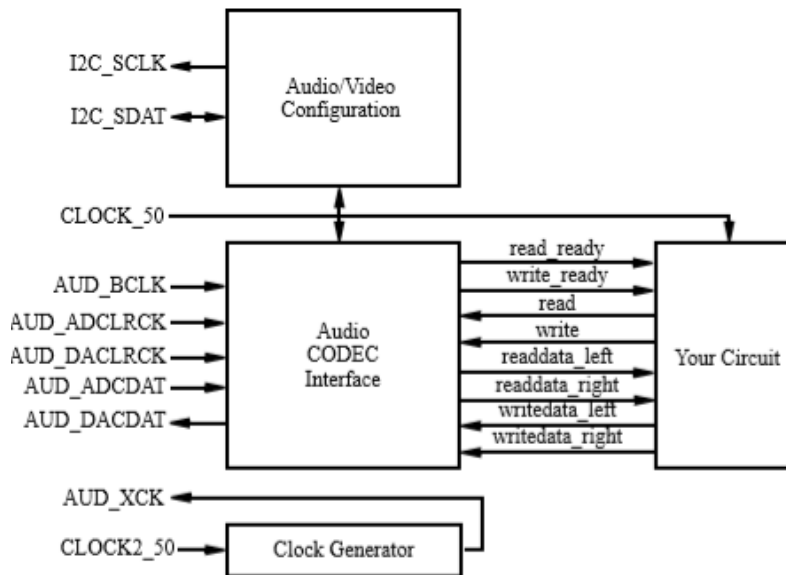 I2C_SCLK
I2C_SDAT
Audio/Video
Configuration
CLOCK_50
AUD_BCLK
AUD_ADCLRCK
AUD_DACLRCK
AUD_ADCDAT
AUD_DACDAT
Audio
CODEC
Interface
read_ready
write_ready
read
write
readdata_left
readdata_right
writedata_left
writedata_right
Your Circuit
AUD_XCK
CLOCK2_50
Clock Generator